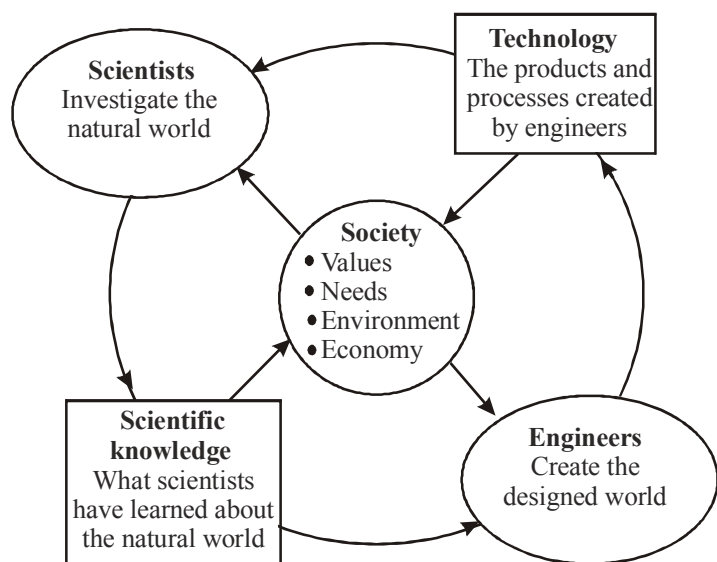 Scientists
Investigate the
natural world
Technology
The products and
processes created
by engineers
Society
• Values
• Needs
• Environment
• Economy
Scientific
knowledge
What scientists
have learned about
the natural world
Engineers
Create the
designed world